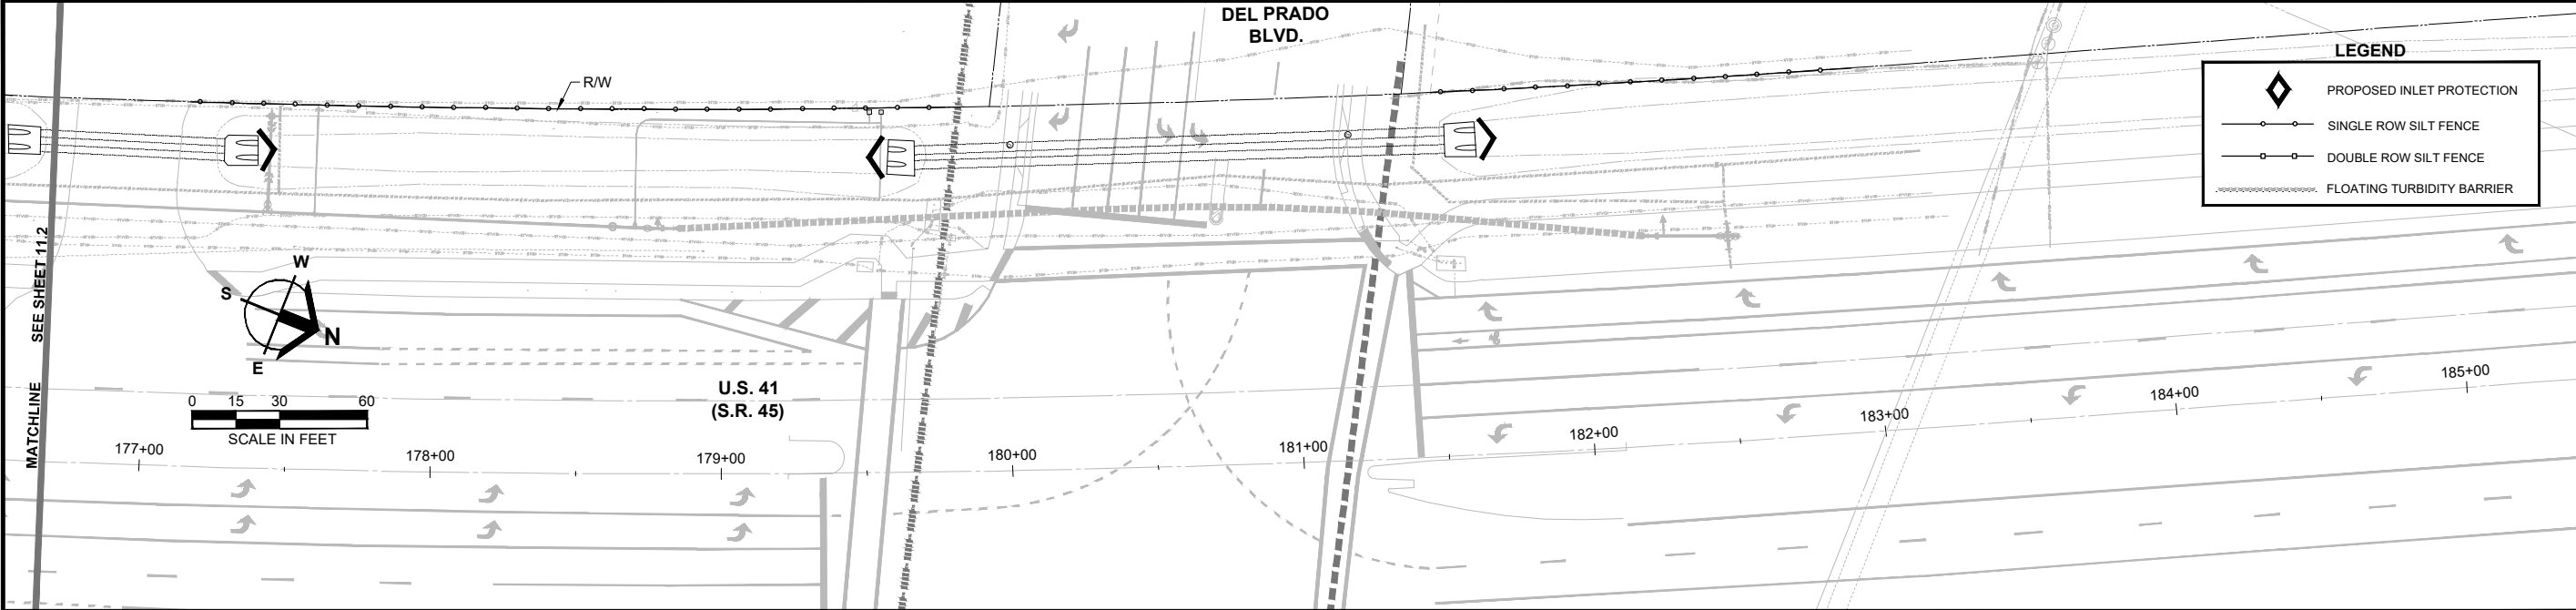 DEL PRADO
BLVD.
R/W
LEGEND
PROPOSED INLET PROTECTION
SINGLE ROW SILT FENCE
DOUBLE ROW SILT FENCE
FLOATING TURBIDITY BARRIER
MATCHLINE SEE SHEET 11.2
W
S
N
E
0 15 30 60
SCALE IN FEET
U.S. 41
(S.R. 45)
177+00
178+00
179+00
180+00
181+00
182+00
183+00
184+00
185+00